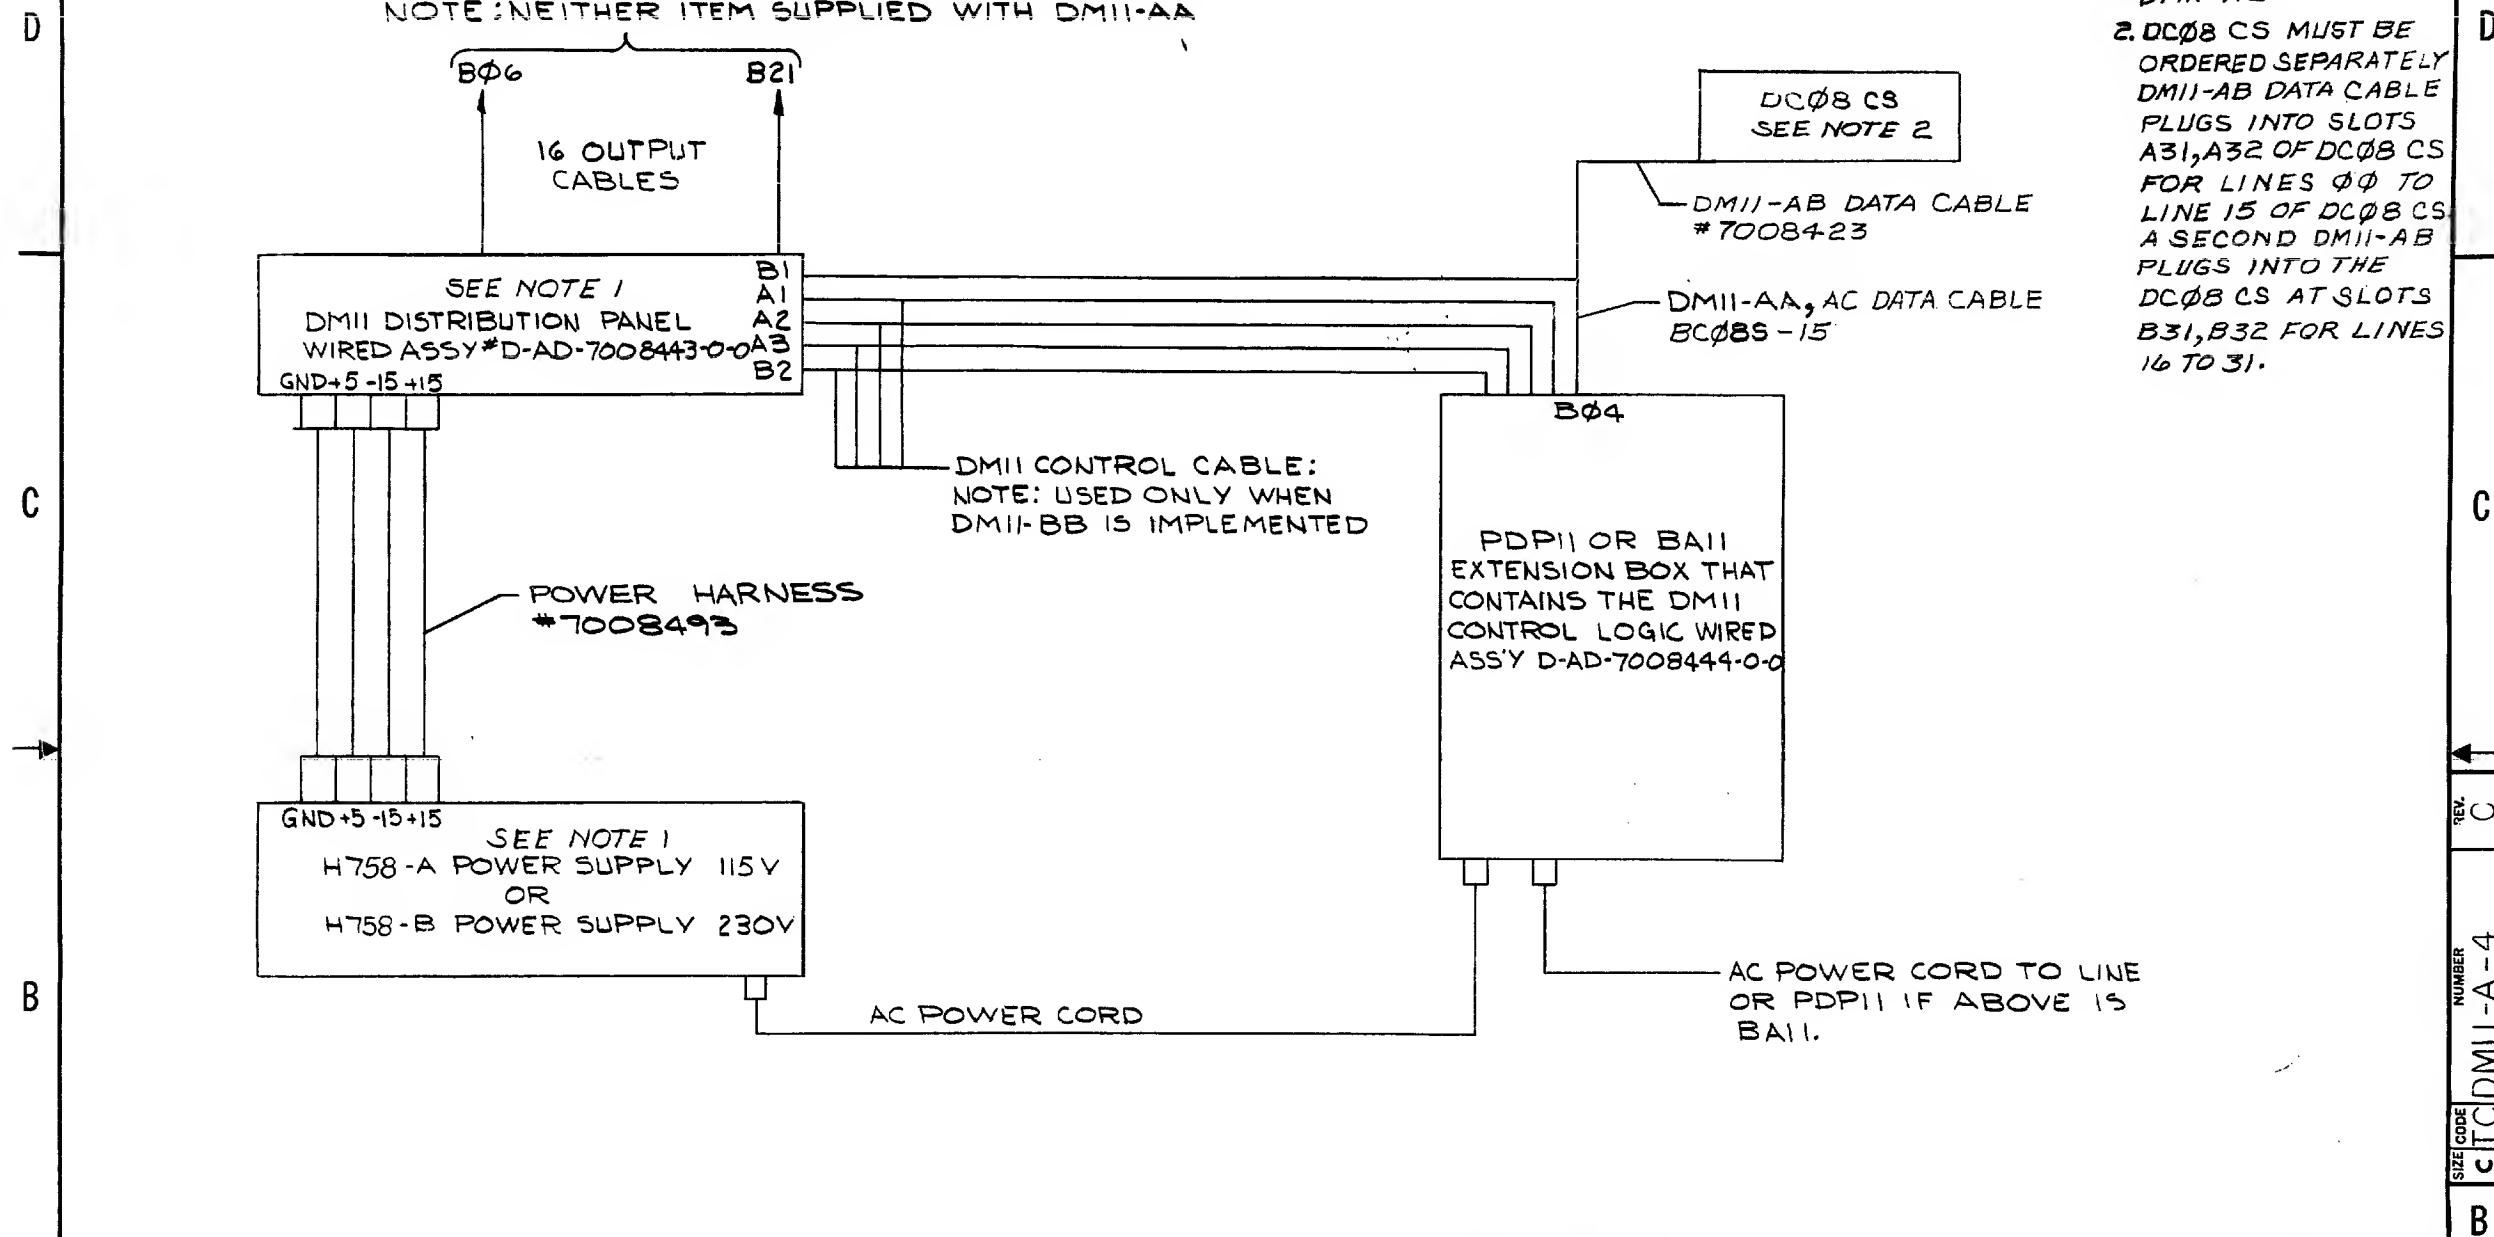 D
NOTE: NEITHER ITEM SUPPLIED WITH DM11-AA
BØ6 B21
16 OUTPUT
CABLES
DCØ8 CS
SEE NOTE 2
DM11-AB DATA CABLE
#7008423
DM11-AA, AC DATA CABLE
BCØ8S-15
2. DCØ8 CS MUST BE
ORDERED SEPARATELY
DM11-AB DATA CABLE
PLUGS INTO SLOTS
A31,A32 OF DCØ8 CS
FOR LINES ØØ TO
LINE 15 OF DCØ8 CS
A SECOND DM11-AB
PLUGS INTO THE
DCØ8 CS AT SLOTS
B31,B32 FOR LINES
16 TO 31.
D
SEE NOTE 1
DM11 DISTRIBUTION PANEL
WIRED ASSY #D-AD-7008443-0-0
B1
A1
A2
A3
B2
GND +5 -15 +15
C
DM11 CONTROL CABLE:
NOTE: USED ONLY WHEN
DM11-BB IS IMPLEMENTED
BØ4
PDP11 OR BA11
EXTENSION BOX THAT
CONTAINS THE DM11
CONTROL LOGIC WIRED
ASS'Y D-AD-7008444-0-0
C
POWER HARNESS
#7008493
GND +5 -15 +15
SEE NOTE 1
H758-A POWER SUPPLY 115V
OR
H758-B POWER SUPPLY 230V
B
AC POWER CORD
AC POWER CORD TO LINE
OR PDP11 IF ABOVE IS
BA11.
REV.
C
NUMBER
DM11-A-4
CODE
TC
SIZE
C
B